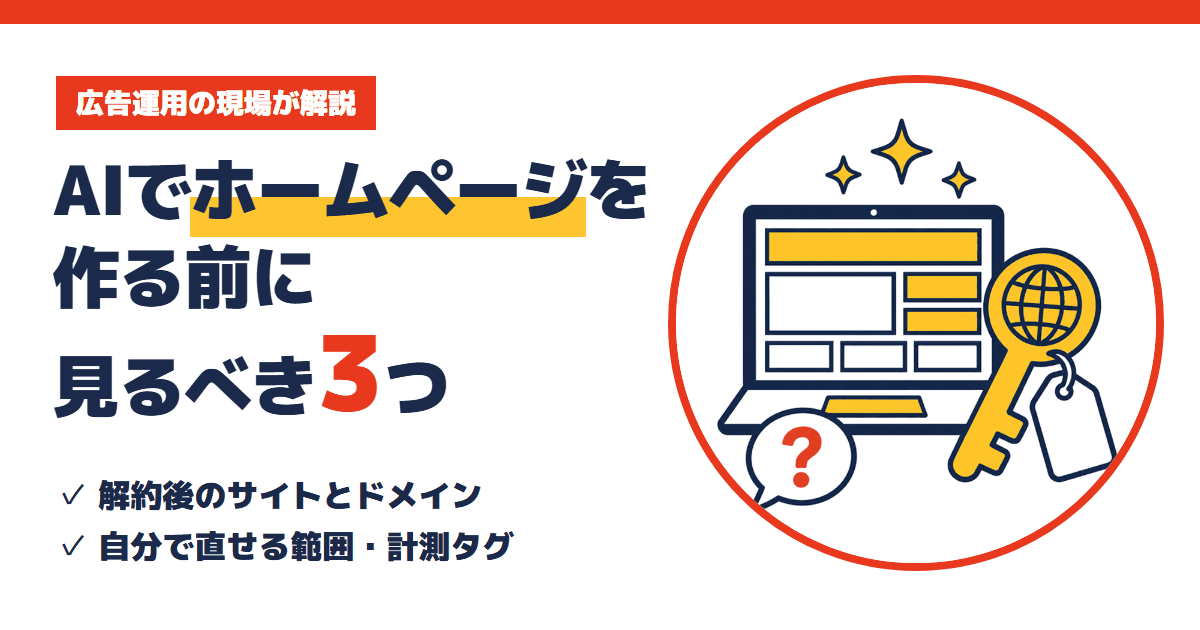 広告運用の現場が解説
AIでホームページを
作る前に
見るべき3つ
✓ 解約後のサイトとドメイン
✓ 自分で直せる範囲・計測タグ
?